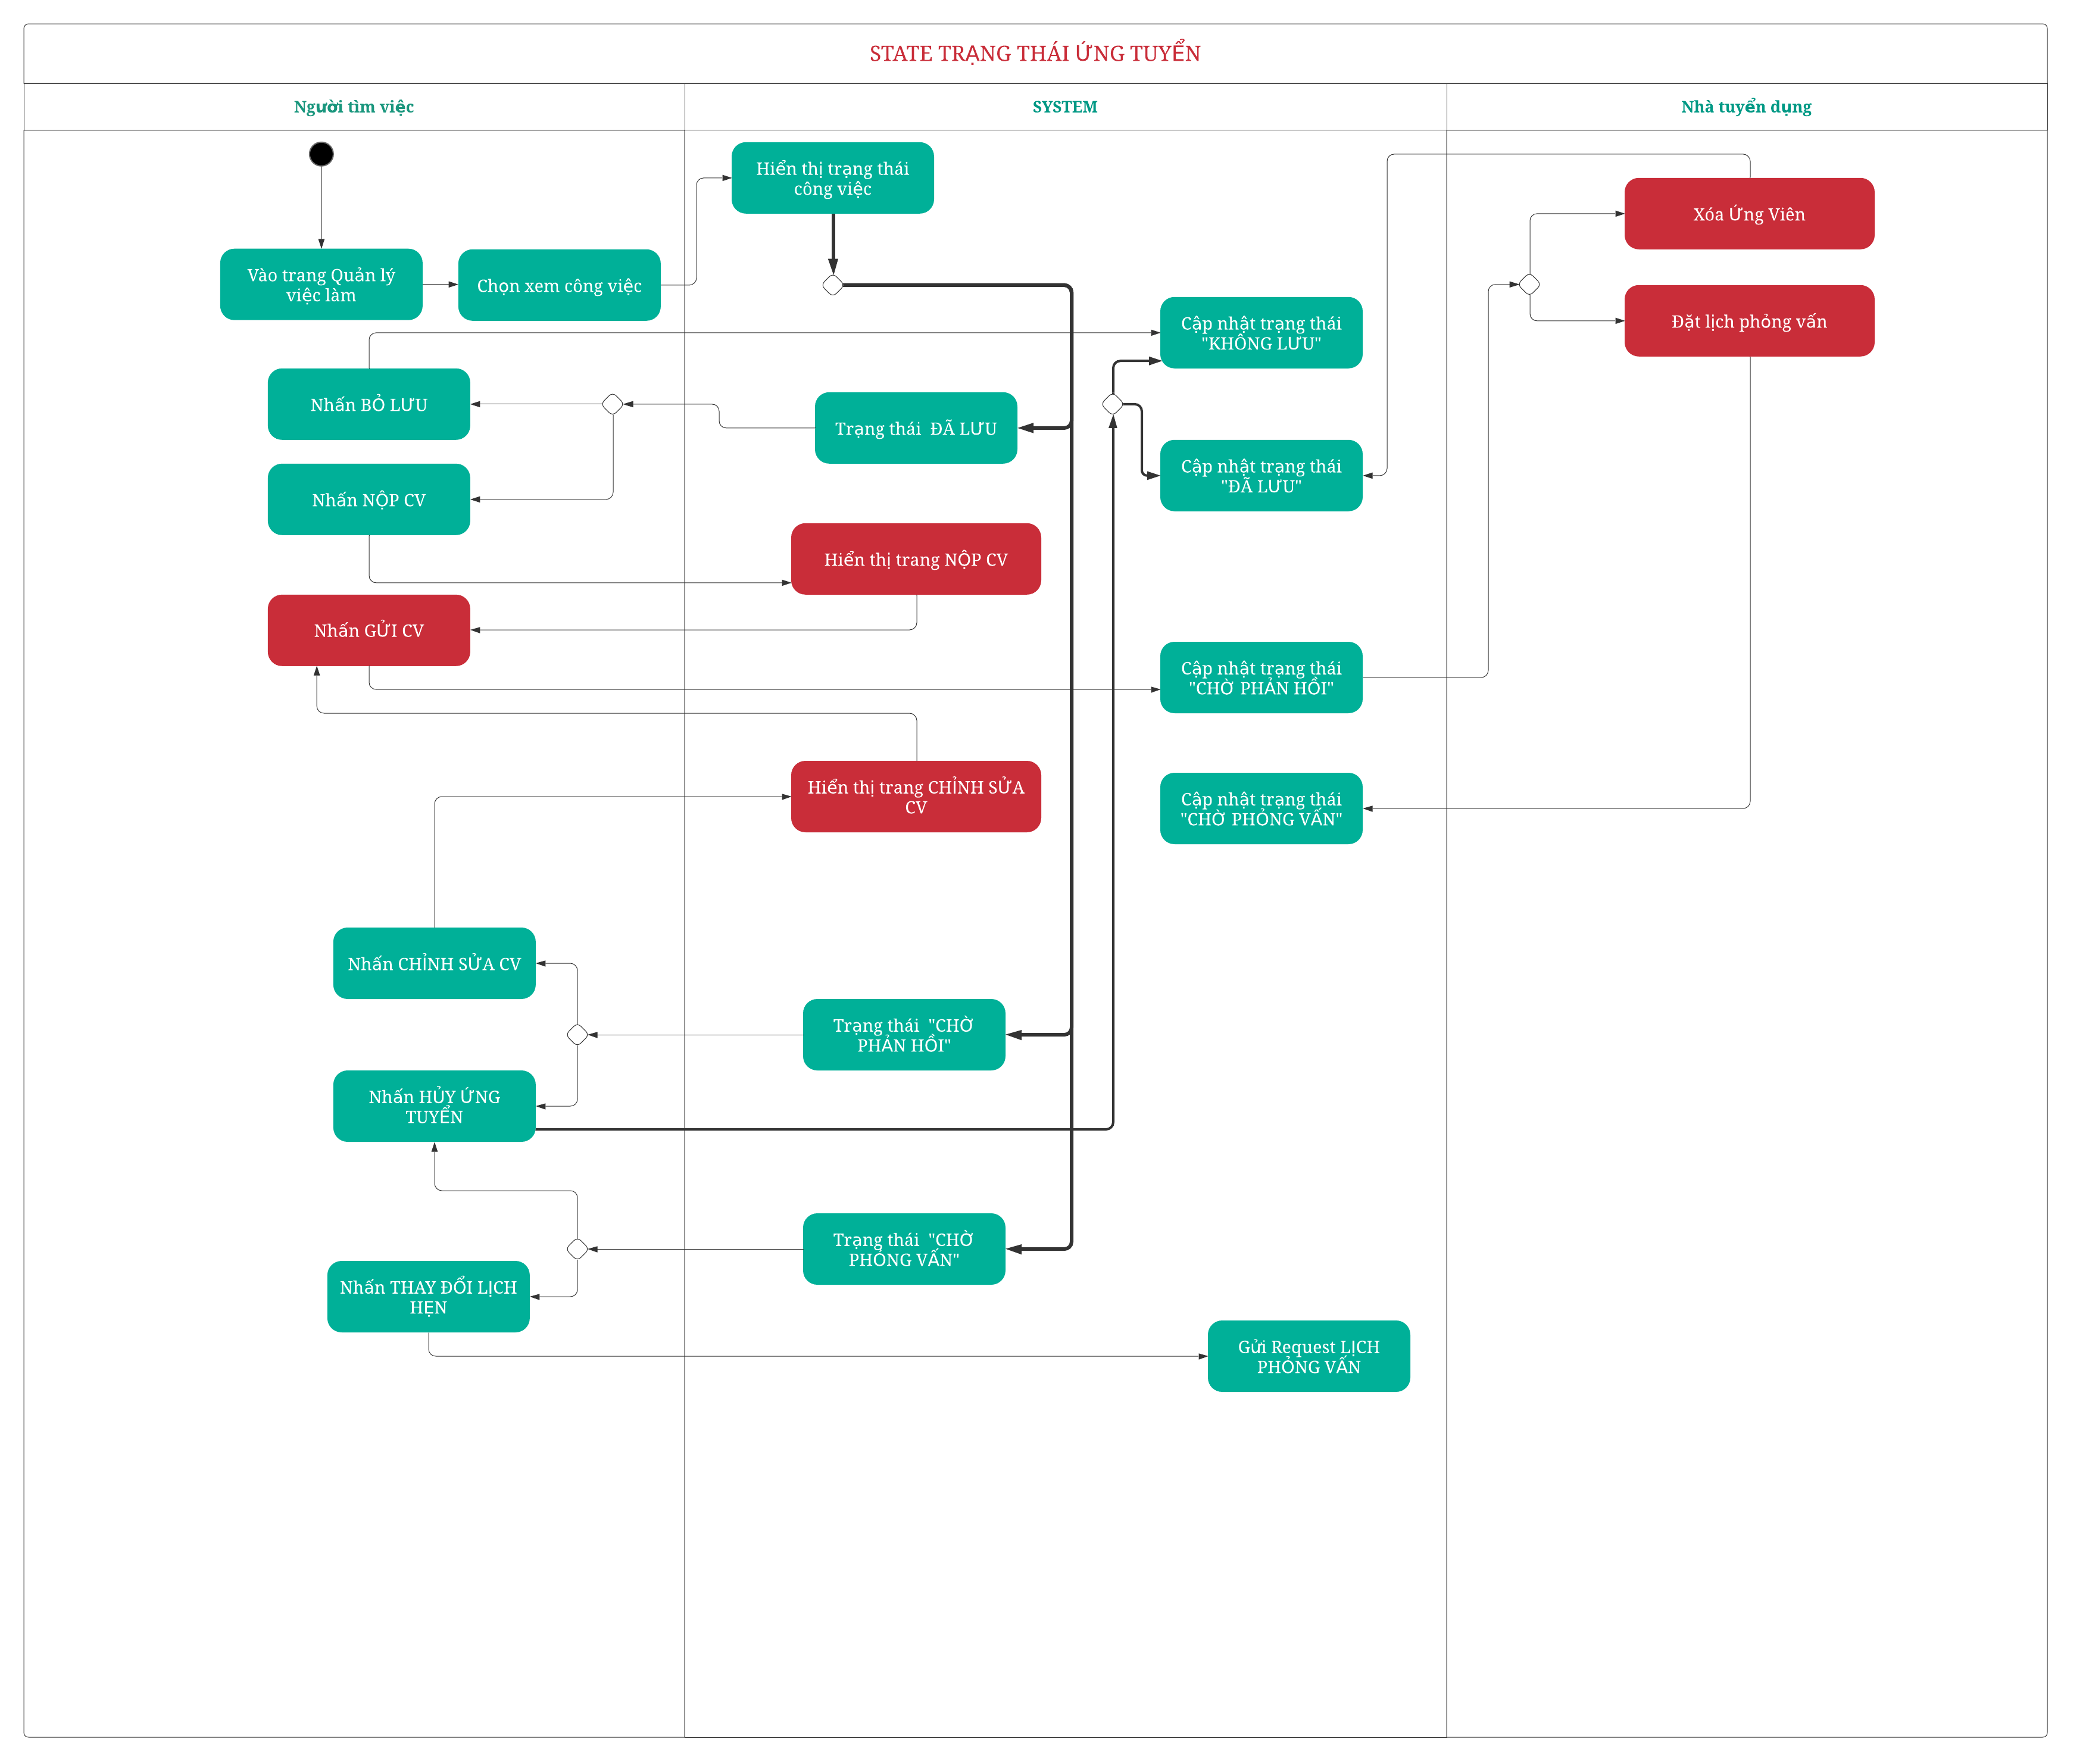 STATE TRẠNG THÁI ỨNG TUYỂN
Người tìm việc
SYSTEM
Nhà tuyển dụng
Hiển thị trạng thái
công việc
Xóa Ứng Viên
Vào trang Quản lý
việc làm
Chọn xem công việc
Cập nhật trạng thái
"KHÔNG LƯU"
Đặt lịch phỏng vấn
Nhấn BỎ LƯU
Trạng thái  ĐÃ LƯU
Cập nhật trạng thái
"ĐÃ LƯU"
Nhấn NỘP CV
Hiển thị trang NỘP CV
Nhấn GỬI CV
Cập nhật trạng thái
"CHỜ PHẢN HỒI"
Hiển thị trang CHỈNH SỬA
CV
Cập nhật trạng thái
"CHỜ PHỎNG VẤN"
Nhấn CHỈNH SỬA CV
Trạng thái  "CHỜ
PHẢN HỒI"
Nhấn HỦY ỨNG
TUYỂN
Trạng thái  "CHỜ
PHỎNG VẤN"
Nhấn THAY ĐỔI LỊCH
HẸN
Gửi Request LỊCH
PHỎNG VẤN